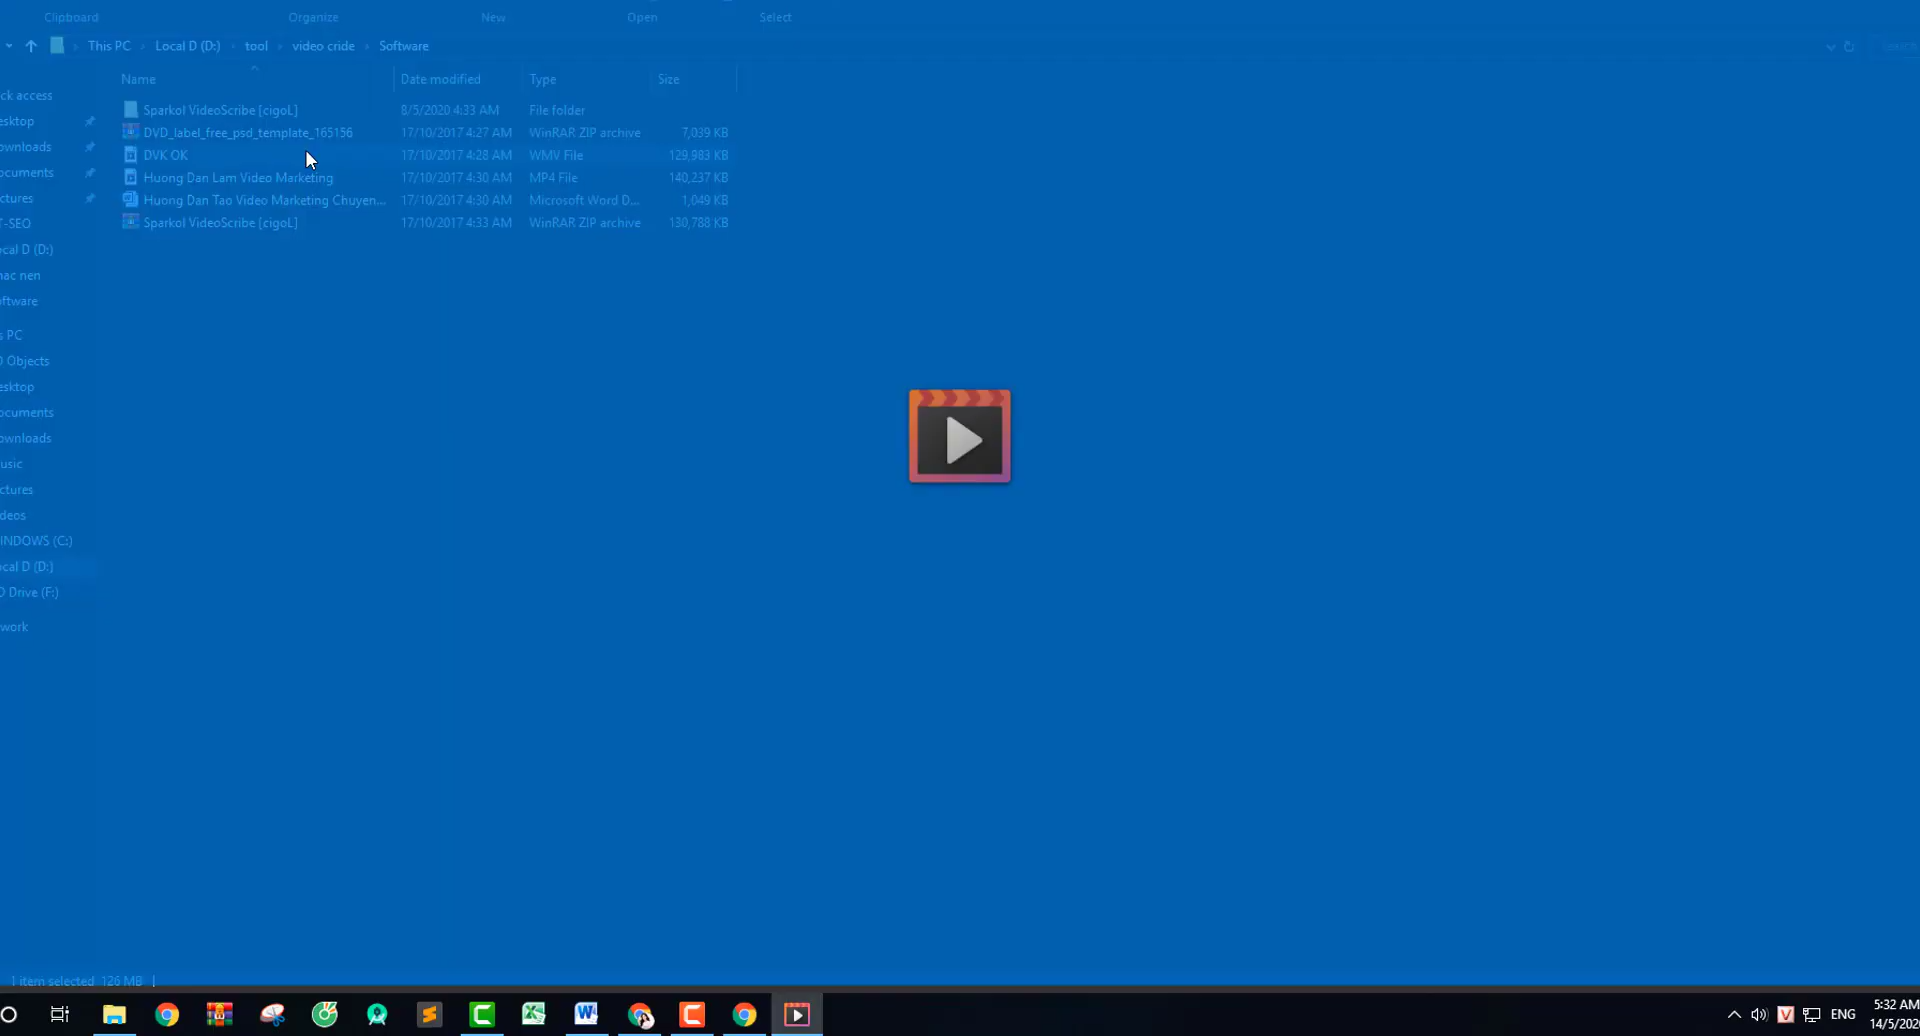 Clipboard Organize New Open Select
This PC Local D (D:) tool video cride Software
Name Date modified Type Size
Sparkol VideoScribe [cigoL] 8/5/2020 4:33 AM File folder
DVD_label_free_psd_template_165156 17/10/2017 4:27 AM WinRAR ZIP archive 7,039 KB
DVK OK 17/10/2017 4:28 AM WMV File 129,983 KB
Huong Dan Lam Video Marketing 17/10/2017 4:30 AM MP4 File 140,237 KB
Huong Dan Tao Video Marketing Chuyen... 17/10/2017 4:30 AM Microsoft Word D... 1,049 KB
Sparkol VideoScribe [cigoL] 17/10/2017 4:33 AM WinRAR ZIP archive 130,788 KB
ck access
esktop
ownloads
ocuments
ctures
T-SEO
ocal D (D:)
hac nen
oftware
s PC
D Objects
esktop
ocuments
ownloads
usic
ctures
deos
INDOWS (C:)
ocal D (D:)
D Drive (F:)
work
1 item selected 126 MB
ENG
5:32 AM
14/5/202